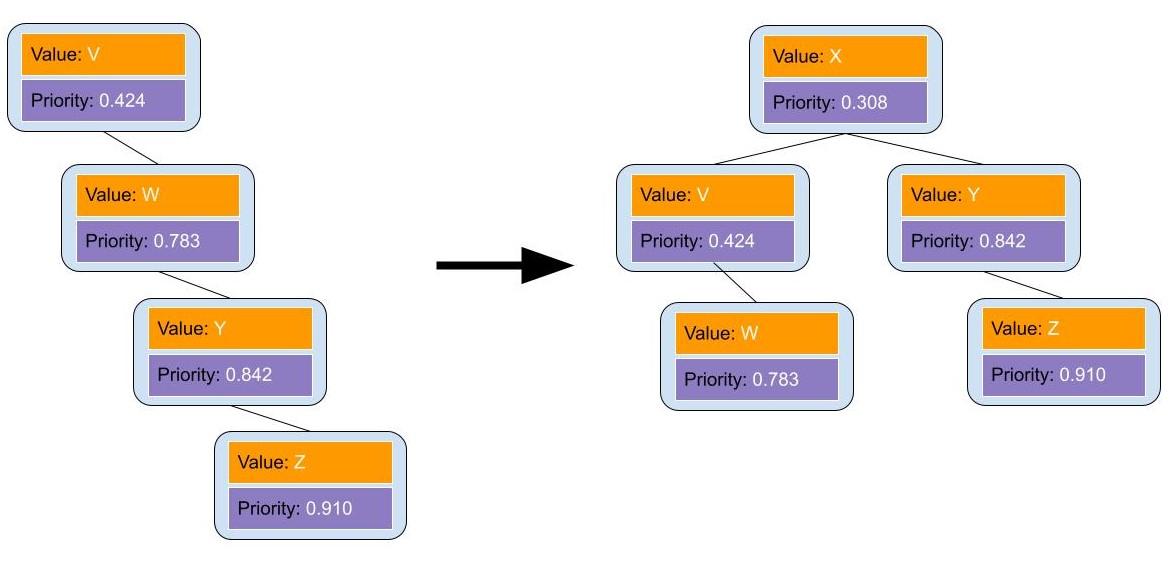 Value: V
Priority: 0.424
Value: W
Priority: 0.783
Value: Y
Priority: 0.842
Value: Z
Priority: 0.910
Value: X
Priority: 0.308
Value: V
Priority: 0.424
Value: Y
Priority: 0.842
Value: W
Priority: 0.783
Value: Z
Priority: 0.910